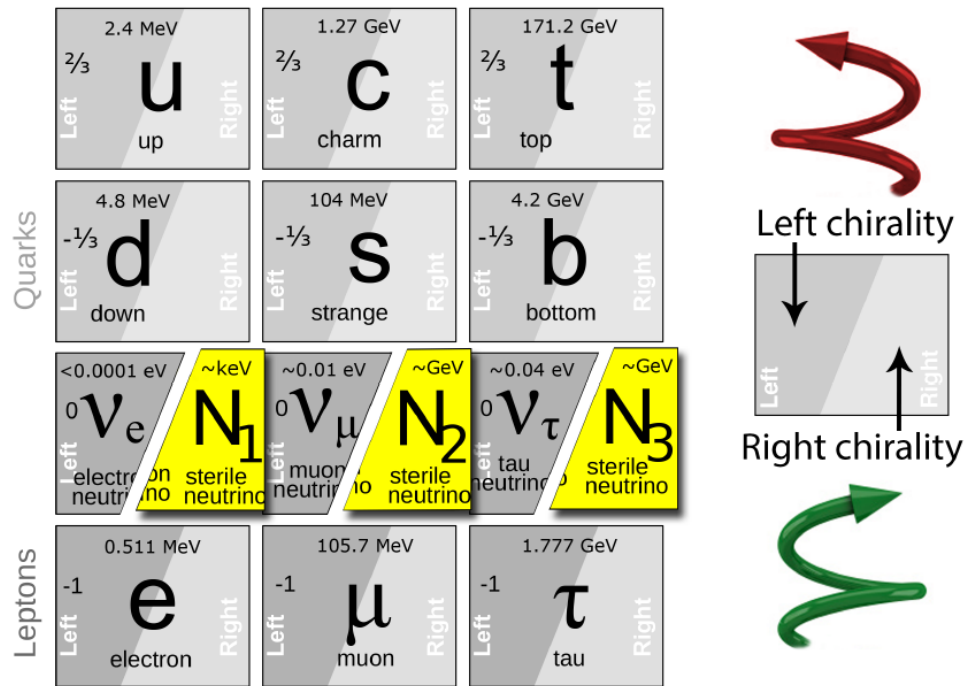 2.4 MeV
⅔
u
Left
Right
up
1.27 GeV
⅔
c
Left
Right
charm
171.2 GeV
⅔
t
Left
Right
top
Quarks
4.8 MeV
-⅓
d
Left
Right
down
104 MeV
-⅓
s
Left
Right
strange
4.2 GeV
-⅓
b
Left
Right
bottom
<0.0001 eV
0
νe
Left
electron
neutrino
~keV
N1
sterile
neutrino
~0.01 eV
0
νμ
Left
muon
neutrino
~GeV
N2
sterile
neutrino
~0.04 eV
0
ντ
Left
tau
neutrino
~GeV
N3
sterile
neutrino
Leptons
0.511 MeV
-1
e
Left
Right
electron
105.7 MeV
-1
μ
Left
Right
muon
1.777 GeV
-1
τ
Left
Right
tau
Left chirality
Left
Right
Right chirality